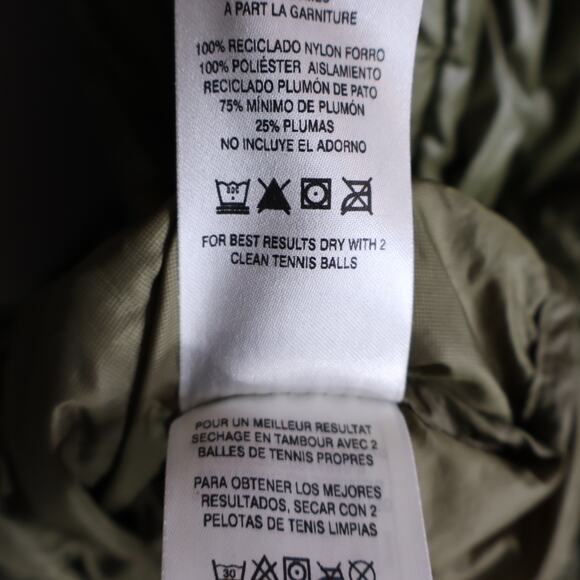 A PART LA GARNITURE
100% RECICLADO NYLON FORRO
100% POLIÉSTER AISLAMIENTO
RECICLADO PLUMÓN DE PATO
75% MÍNIMO DE PLUMÓN
25% PLUMAS
NO INCLUYE EL ADORNO
FOR BEST RESULTS DRY WITH 2
CLEAN TENNIS BALLS
POUR UN MEILLEUR RESULTAT
SECHAGE EN TAMBOUR AVEC 2
BALLES DE TENNIS PROPRES
PARA OBTENER LOS MEJORES
RESULTADOS, SECAR CON 2
PELOTAS DE TENIS LIMPIAS
30